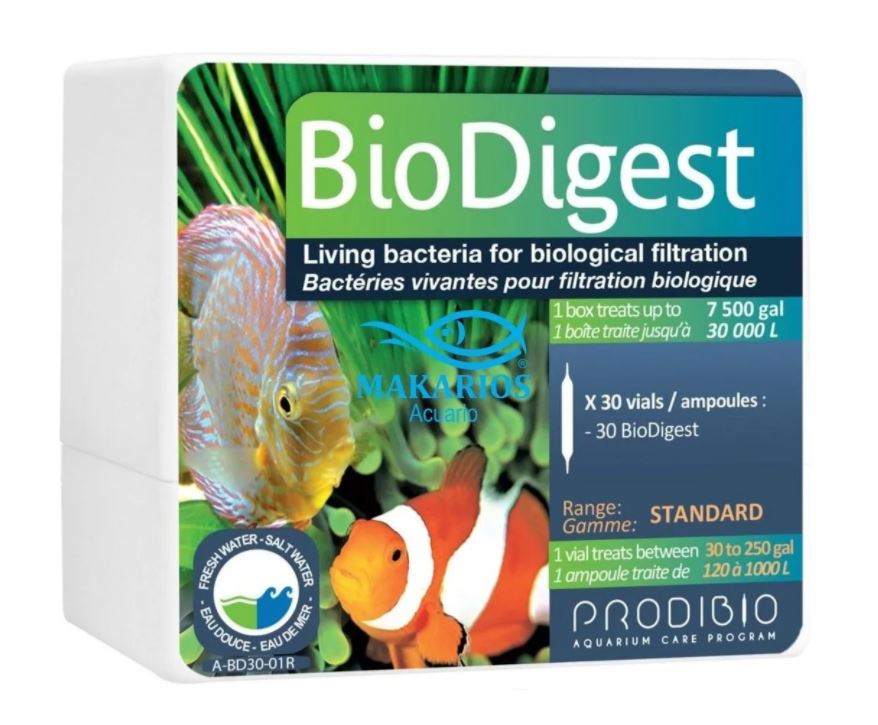 BioDigest
Living bacteria for biological filtration
Bactéries vivantes pour filtration biologique
1 box treats up to 7 500 gal
1 boîte traite jusqu'à 30 000 L
MAKARIOS®
Acuario
X 30 vials / ampoules :
- 30 BioDigest
Range:
Gamme: STANDARD
1 vial treats between 30 to 250 gal
1 ampoule traite de 120 à 1000 L
PRODIBIO
AQUARIUM CARE PROGRAM
FRESH WATER - SALT WATER
- EAU DOUCE - EAU DE MER -
A-BD30-01R